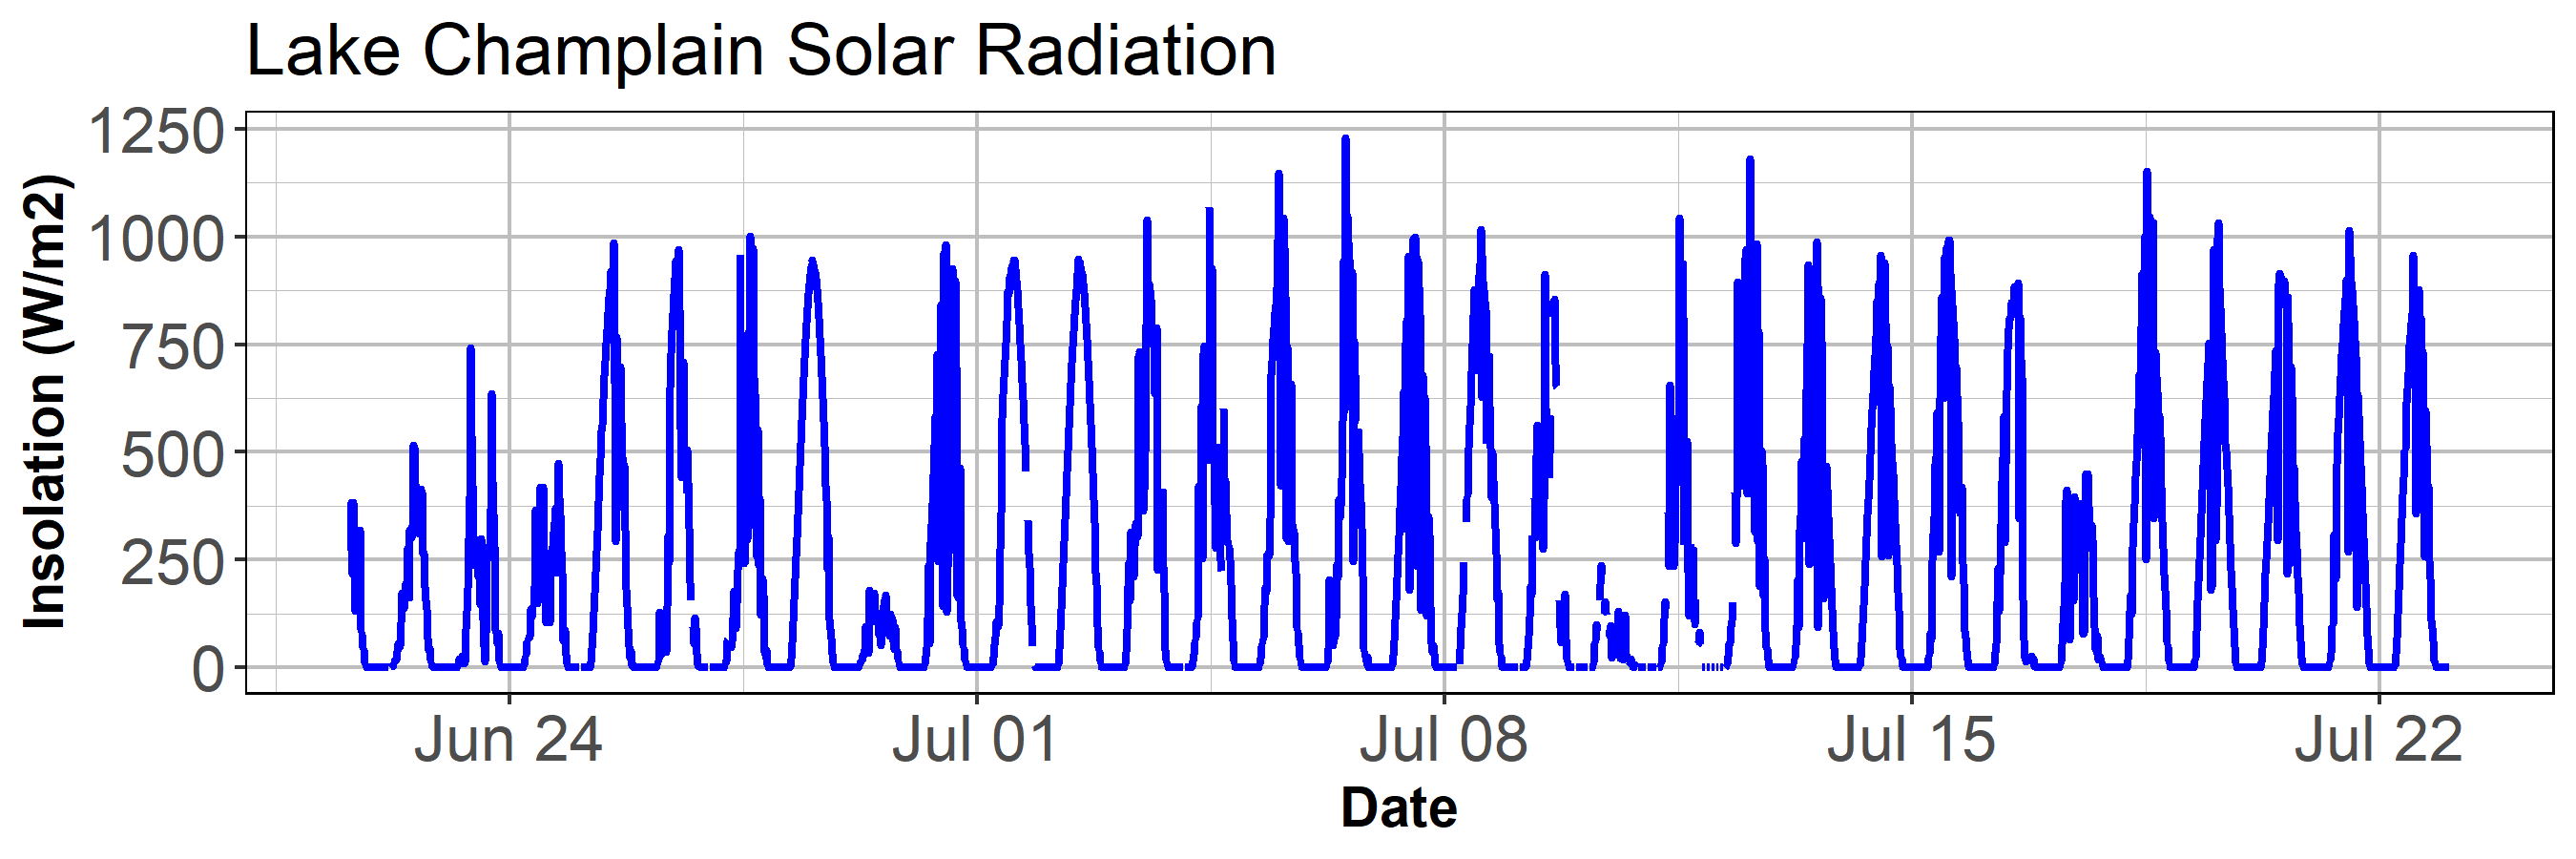 Lake Champlain Solar Radiation
1250
1000
750
500
250
0
Insolation (W/m2)
Jun 24
Jul 01
Jul 08
Jul 15
Jul 22
Date